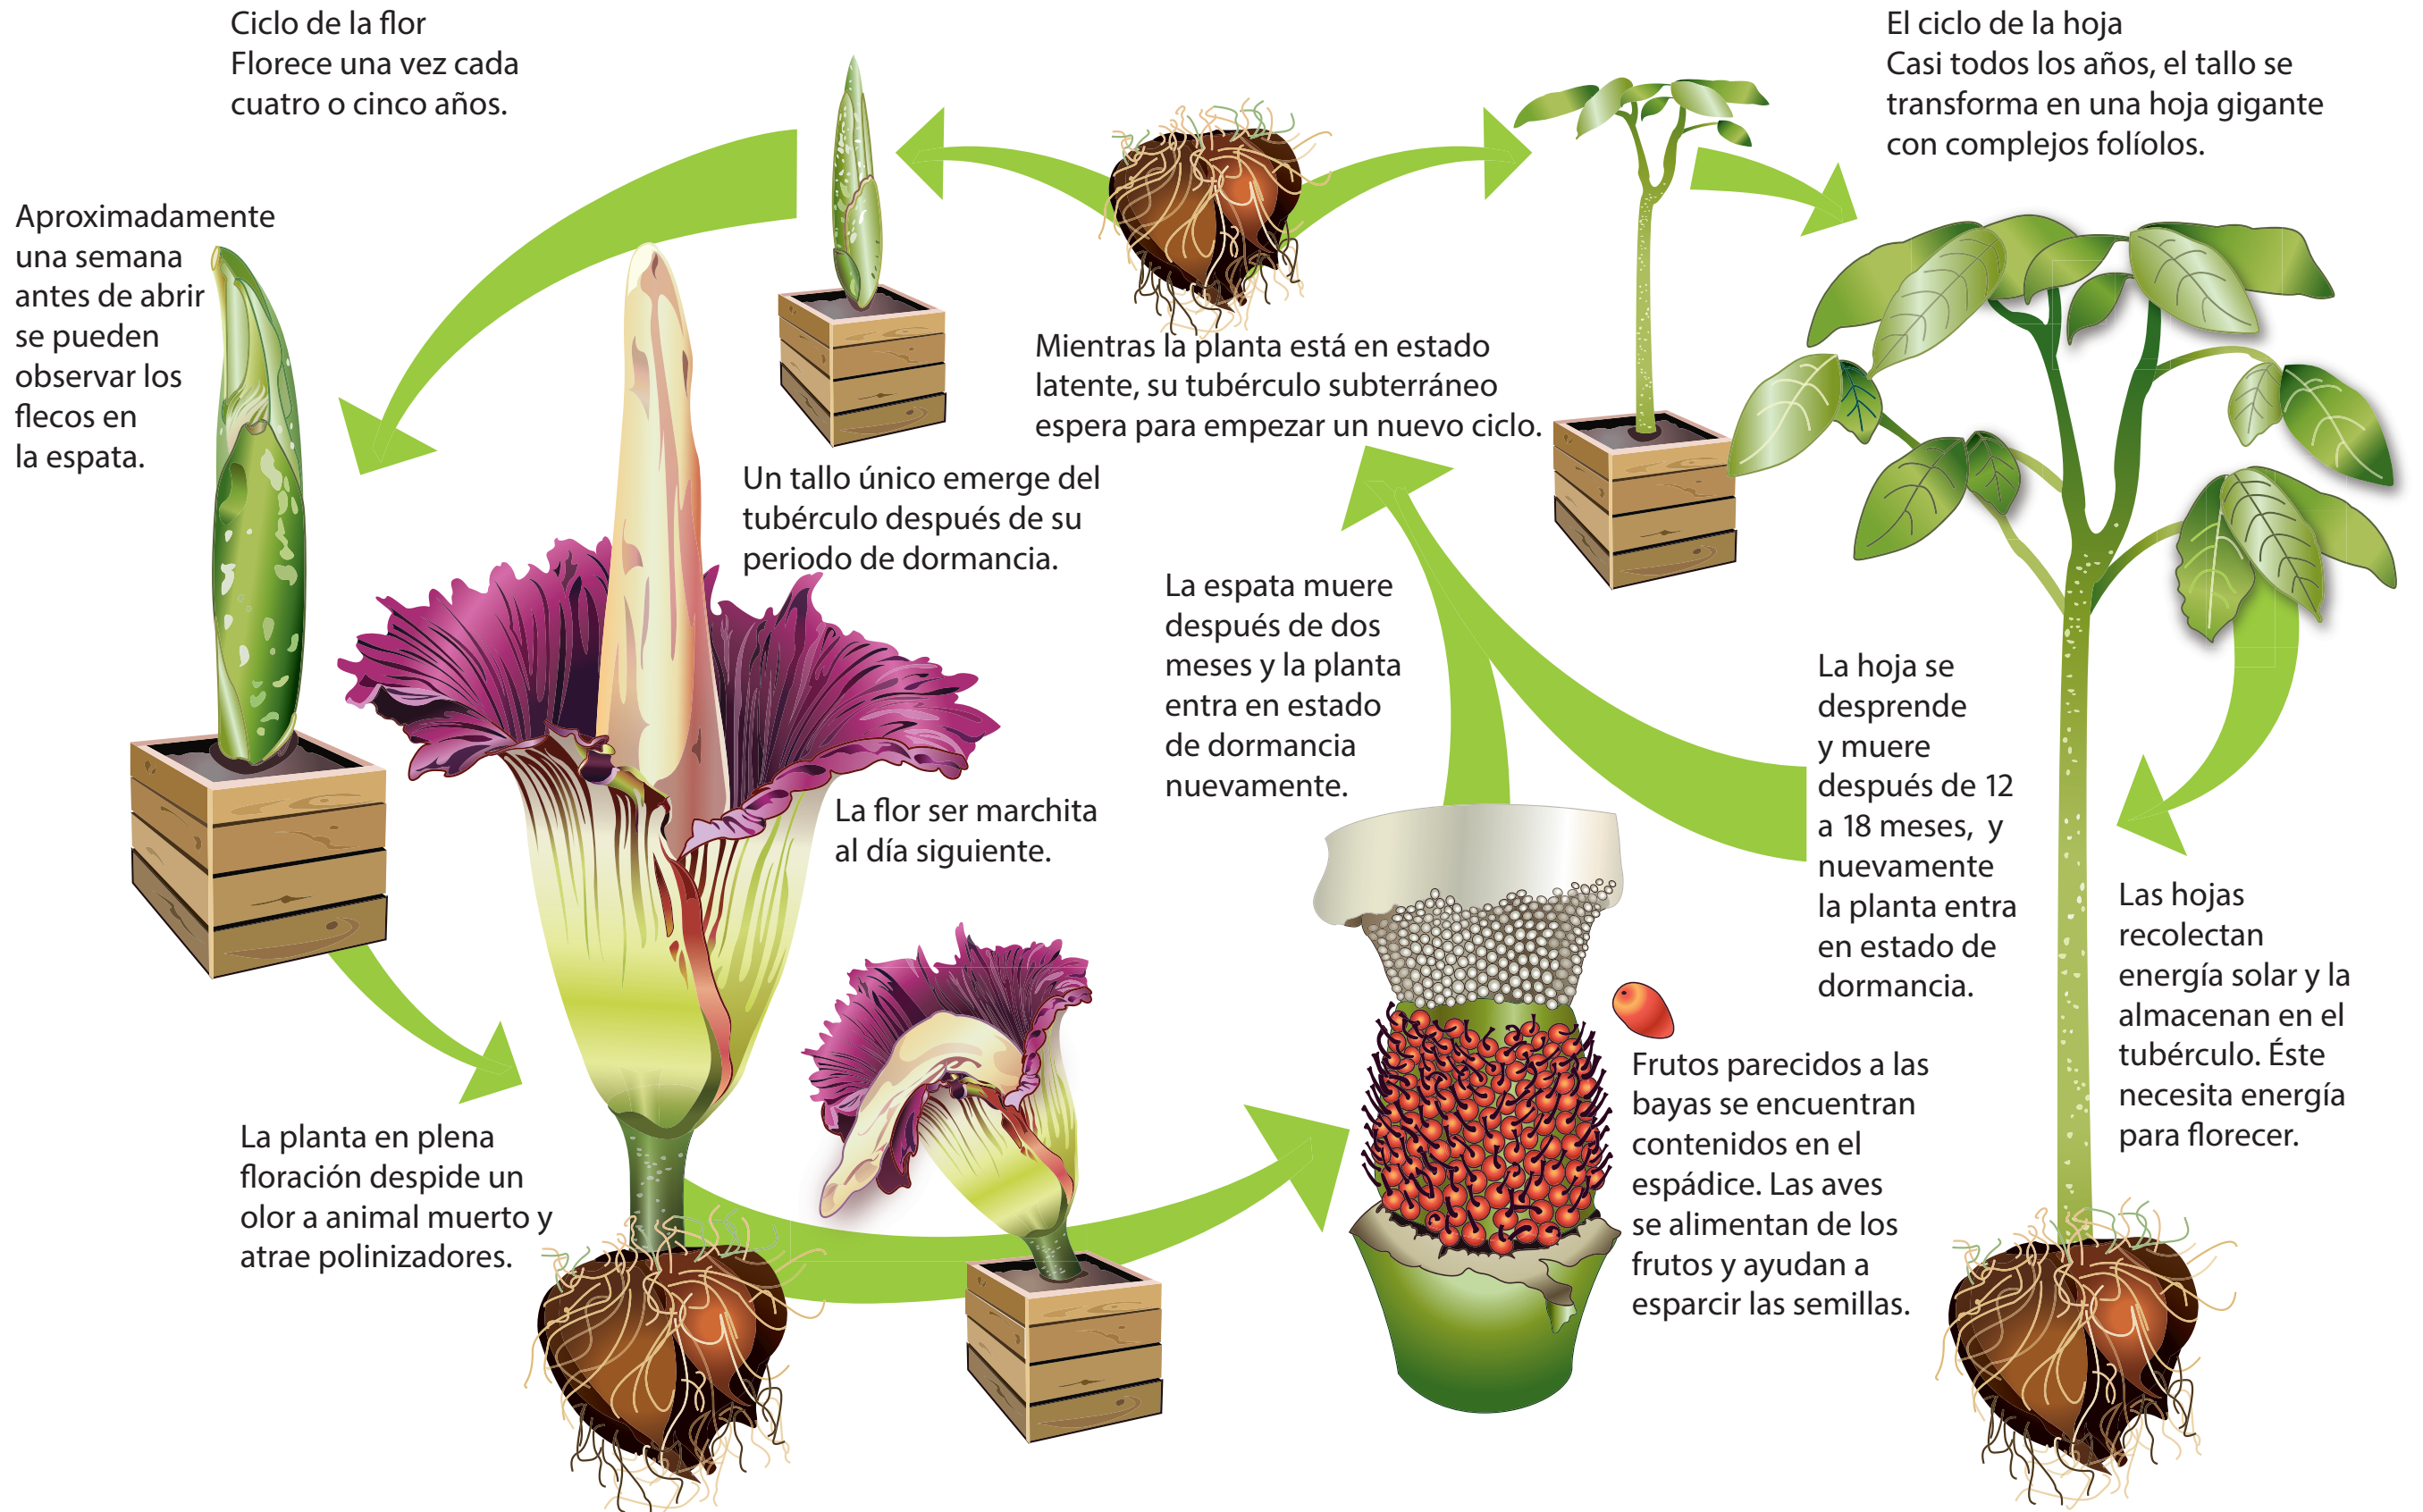 Ciclo de la flor
Florece una vez cada
cuatro o cinco años.
El ciclo de la hoja
Casi todos los años, el tallo se
transforma en una hoja gigante
con complejos folíolos.
Aproximadamente
una semana
antes de abrir
se pueden
observar los
flecos en
la espata.
Mientras la planta está en estado
latente, su tubérculo subterráneo
espera para empezar un nuevo ciclo.
Un tallo único emerge del
tubérculo después de su
periodo de dormancia.
La espata muere
después de dos
meses y la planta
entra en estado
de dormancia
nuevamente.
La hoja se
desprende
y muere
después de 12
a 18 meses, y
nuevamente
la planta entra
en estado de
dormancia.
La flor ser marchita
al día siguiente.
Las hojas
recolectan
energía solar y la
almacenan en el
tubérculo. Éste
necesita energía
para florecer.
Frutos parecidos a las
bayas se encuentran
contenidos en el
espádice. Las aves
se alimentan de los
frutos y ayudan a
esparcir las semillas.
La planta en plena
floración despide un
olor a animal muerto y
atrae polinizadores.